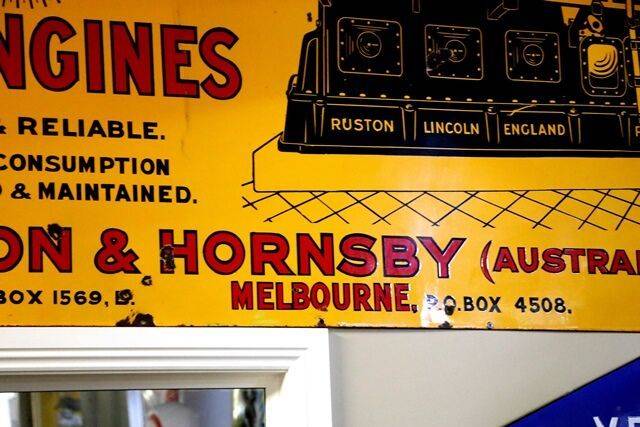 NGINES
& RELIABLE.
CONSUMPTION
& MAINTAINED.
RUSTON LINCOLN ENGLAND
ON & HORNSBY (AUSTRA
BOX 1569,
MELBOURNE, P.O.BOX 4508.